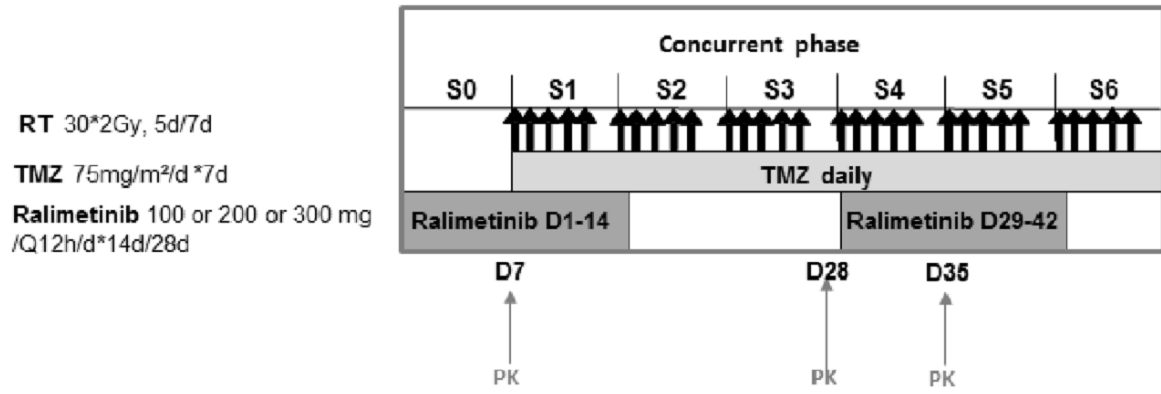 Concurrent phase
S0 S1 S2 S3 S4 S5 S6
RT 30*2Gy, 5d/7d
TMZ 75mg/m²/d *7d
TMZ daily
Ralimetinib 100 or 200 or 300 mg
/Q12h/d*14d/28d
Ralimetinib D1-14
Ralimetinib D29-42
D7 D28 D35
PK PK PK